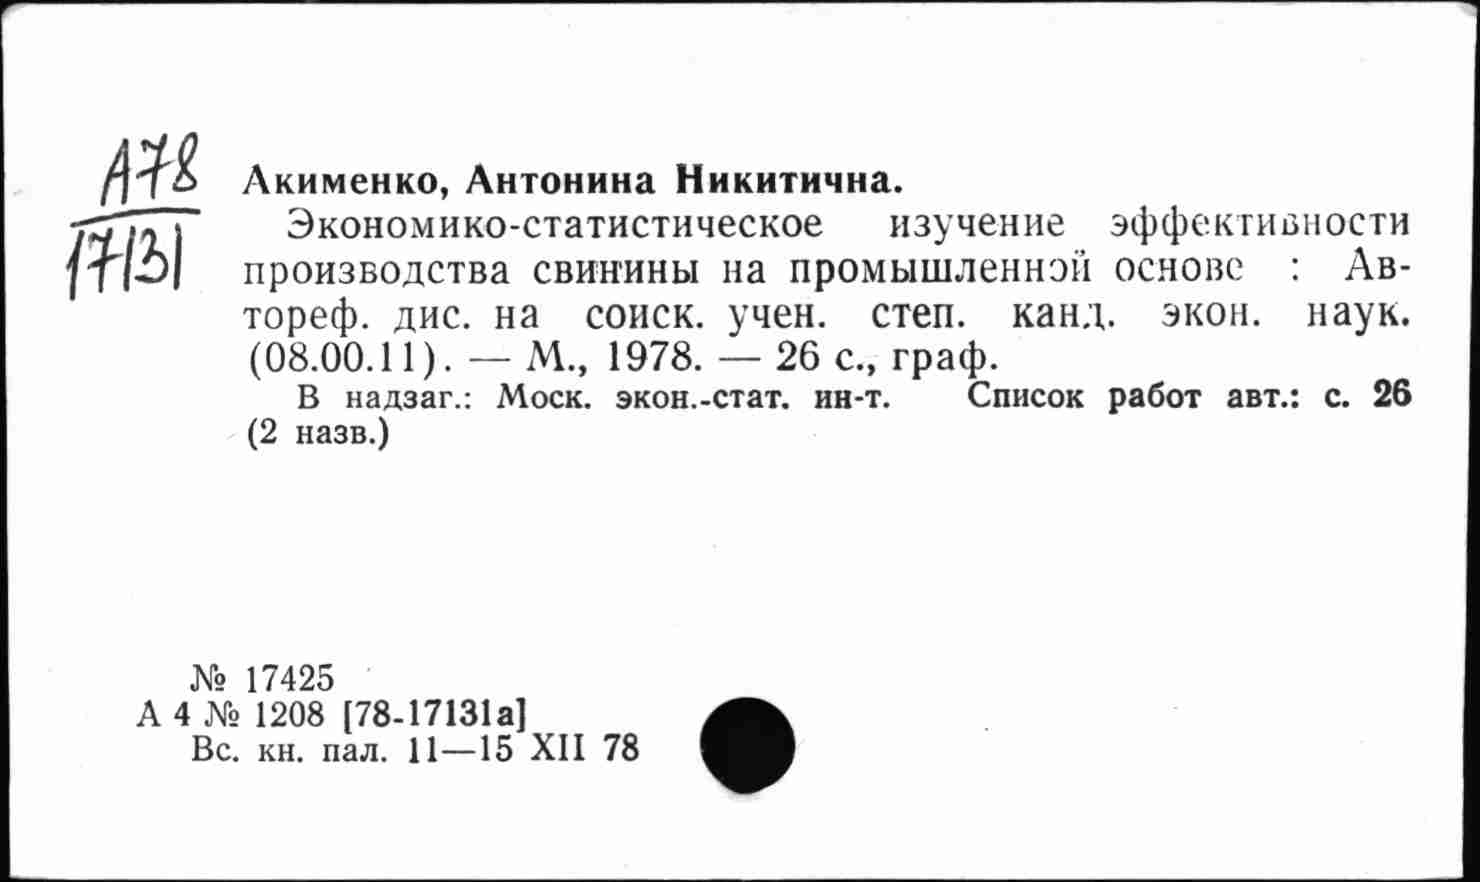 А78
17131
Акименко, Антонина Никитична.
Экономико-статистическое изучение эффективности
производства свинины на промышленной основе : Ав-
тореф. дис. на соиск. учен. степ. канд. экон. наук.
(08.00.11). — М., 1978. — 26 с., граф.
В надзаг.: Моск. экон.-стат. ин-т. Список работ авт.: с. 26
(2 назв.)
№ 17425
А 4 № 1208 [78-17131а]
Вс. кн. пал. 11—15 XII 78